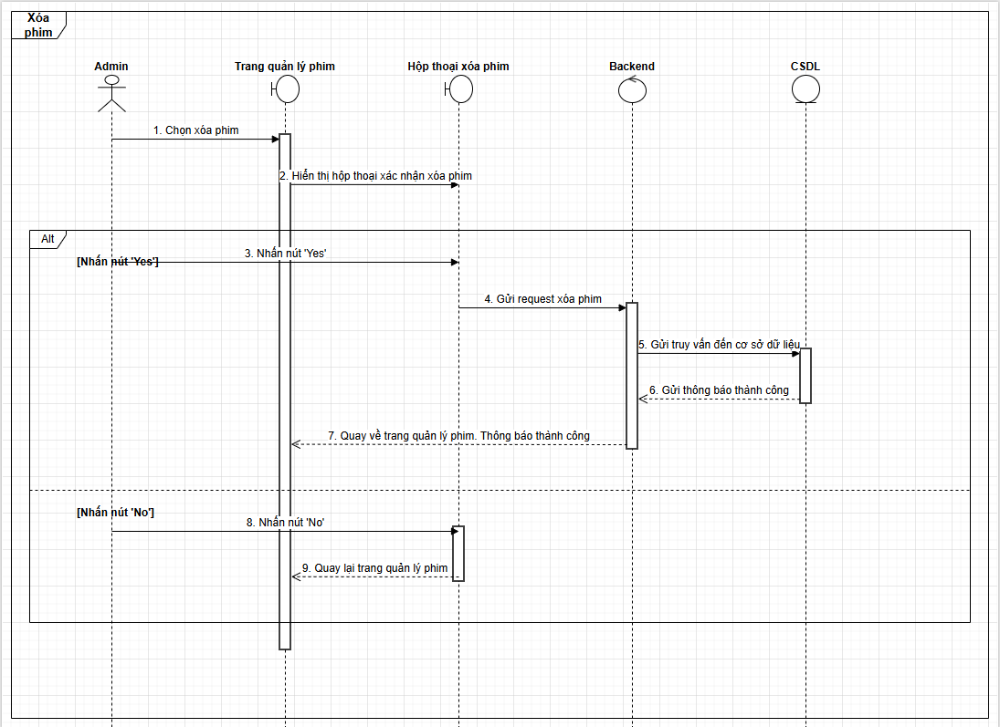 Xóa
phim
Admin
Trang quản lý phim
Hộp thoại xóa phim
Backend
CSDL
1. Chọn xóa phim
2. Hiển thị hộp thoại xác nhận xóa phim
Alt
[Nhấn nút 'Yes']
3. Nhấn nút 'Yes'
4. Gửi request xóa phim
5. Gửi truy vấn đến cơ sở dữ liệu
6. Gửi thông báo thành công
7. Quay về trang quản lý phim. Thông báo thành công
[Nhấn nút 'No']
8. Nhấn nút 'No'
9. Quay lại trang quản lý phim